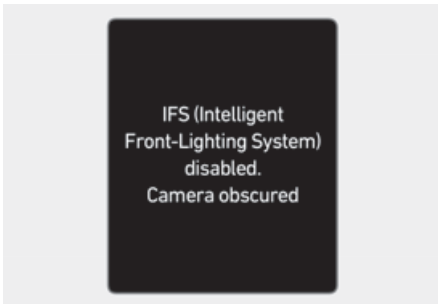 IFS (Intelligent
Front-Lighting System)
disabled.
Camera obscured